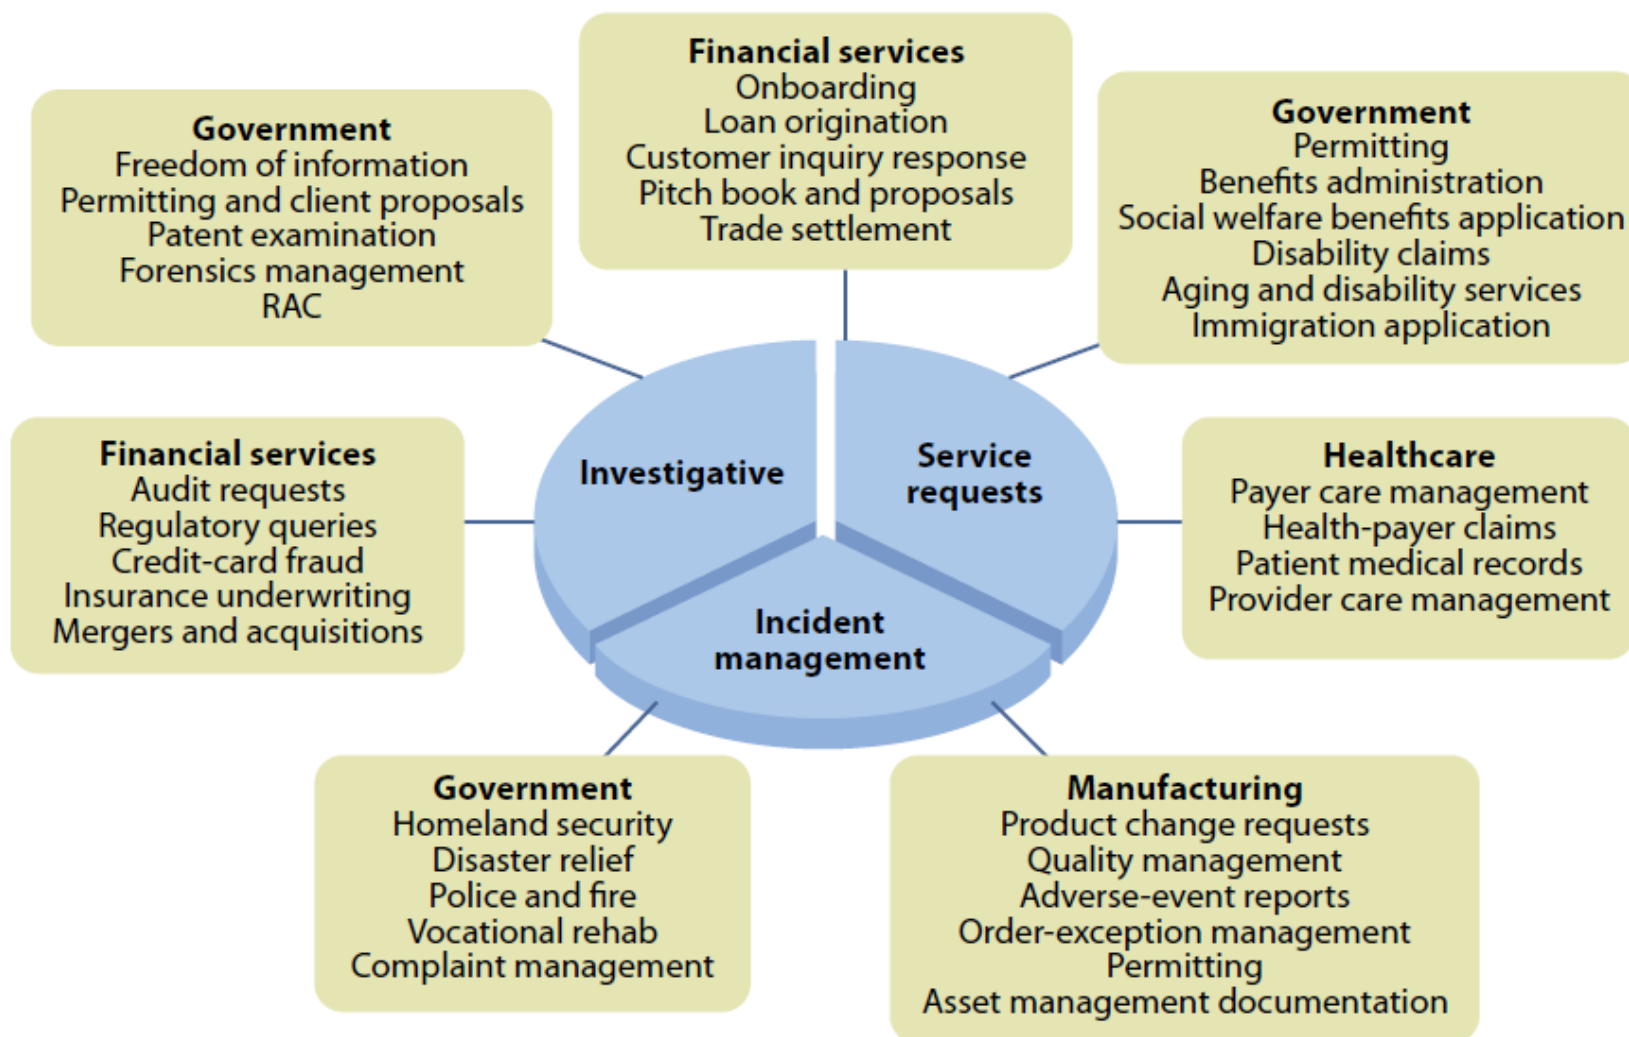 Financial services
Onboarding
Loan origination
Customer inquiry response
Pitch book and proposals
Trade settlement
Government
Freedom of information
Permitting and client proposals
Patent examination
Forensics management
RAC
Government
Permitting
Benefits administration
Social welfare benefits application
Disability claims
Aging and disability services
Immigration application
Financial services
Audit requests
Regulatory queries
Credit-card fraud
Insurance underwriting
Mergers and acquisitions
Investigative
Service
requests
Incident
management
Healthcare
Payer care management
Health-payer claims
Patient medical records
Provider care management
Government
Homeland security
Disaster relief
Police and fire
Vocational rehab
Complaint management
Manufacturing
Product change requests
Quality management
Adverse-event reports
Order-exception management
Permitting
Asset management documentation